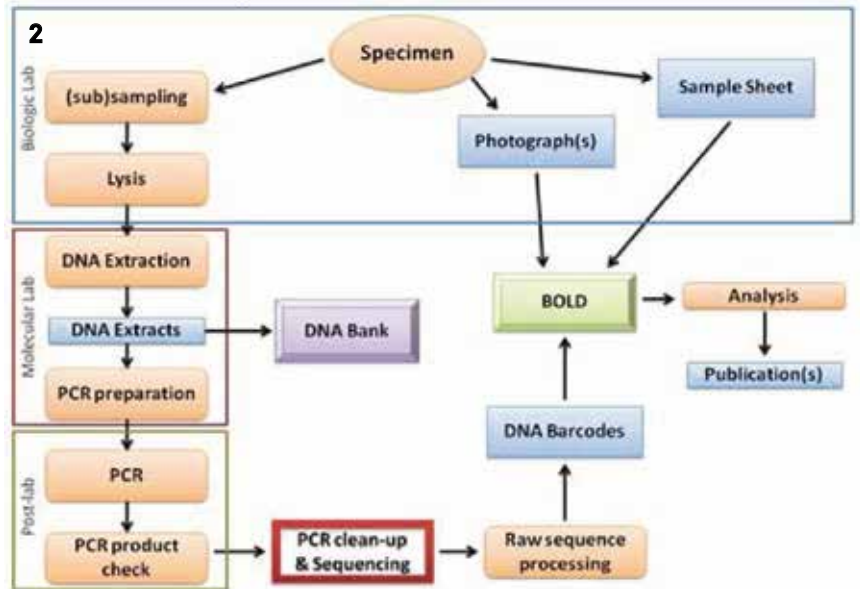 2
Specimen
(sub)sampling
Sample Sheet
Photograph(s)
Lysis
Biologic Lab
DNA Extraction
DNA Extracts
DNA Bank
PCR preparation
Molecular Lab
BOLD
Analysis
Publication(s)
DNA Barcodes
PCR
PCR product
check
Post-lab
PCR clean-up
& Sequencing
Raw sequence
processing